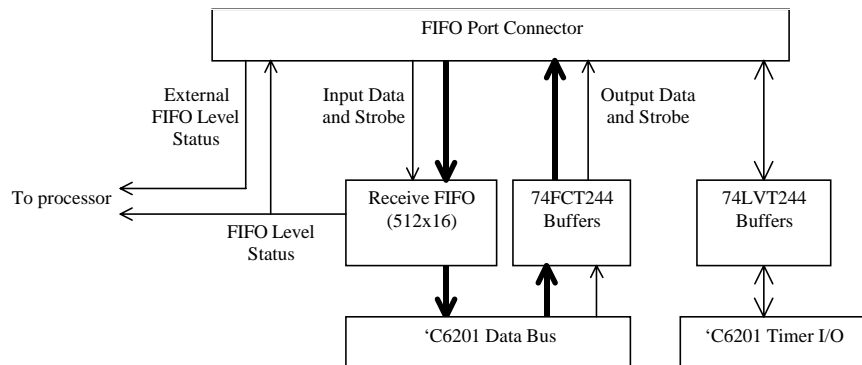 FIFO Port Connector
External
FIFO Level
Status
Input Data
and Strobe
Output Data
and Strobe
To processor
Receive FIFO
(512x16)
74FCT244
Buffers
74LVT244
Buffers
FIFO Level
Status
‘C6201 Data Bus
‘C6201 Timer I/O